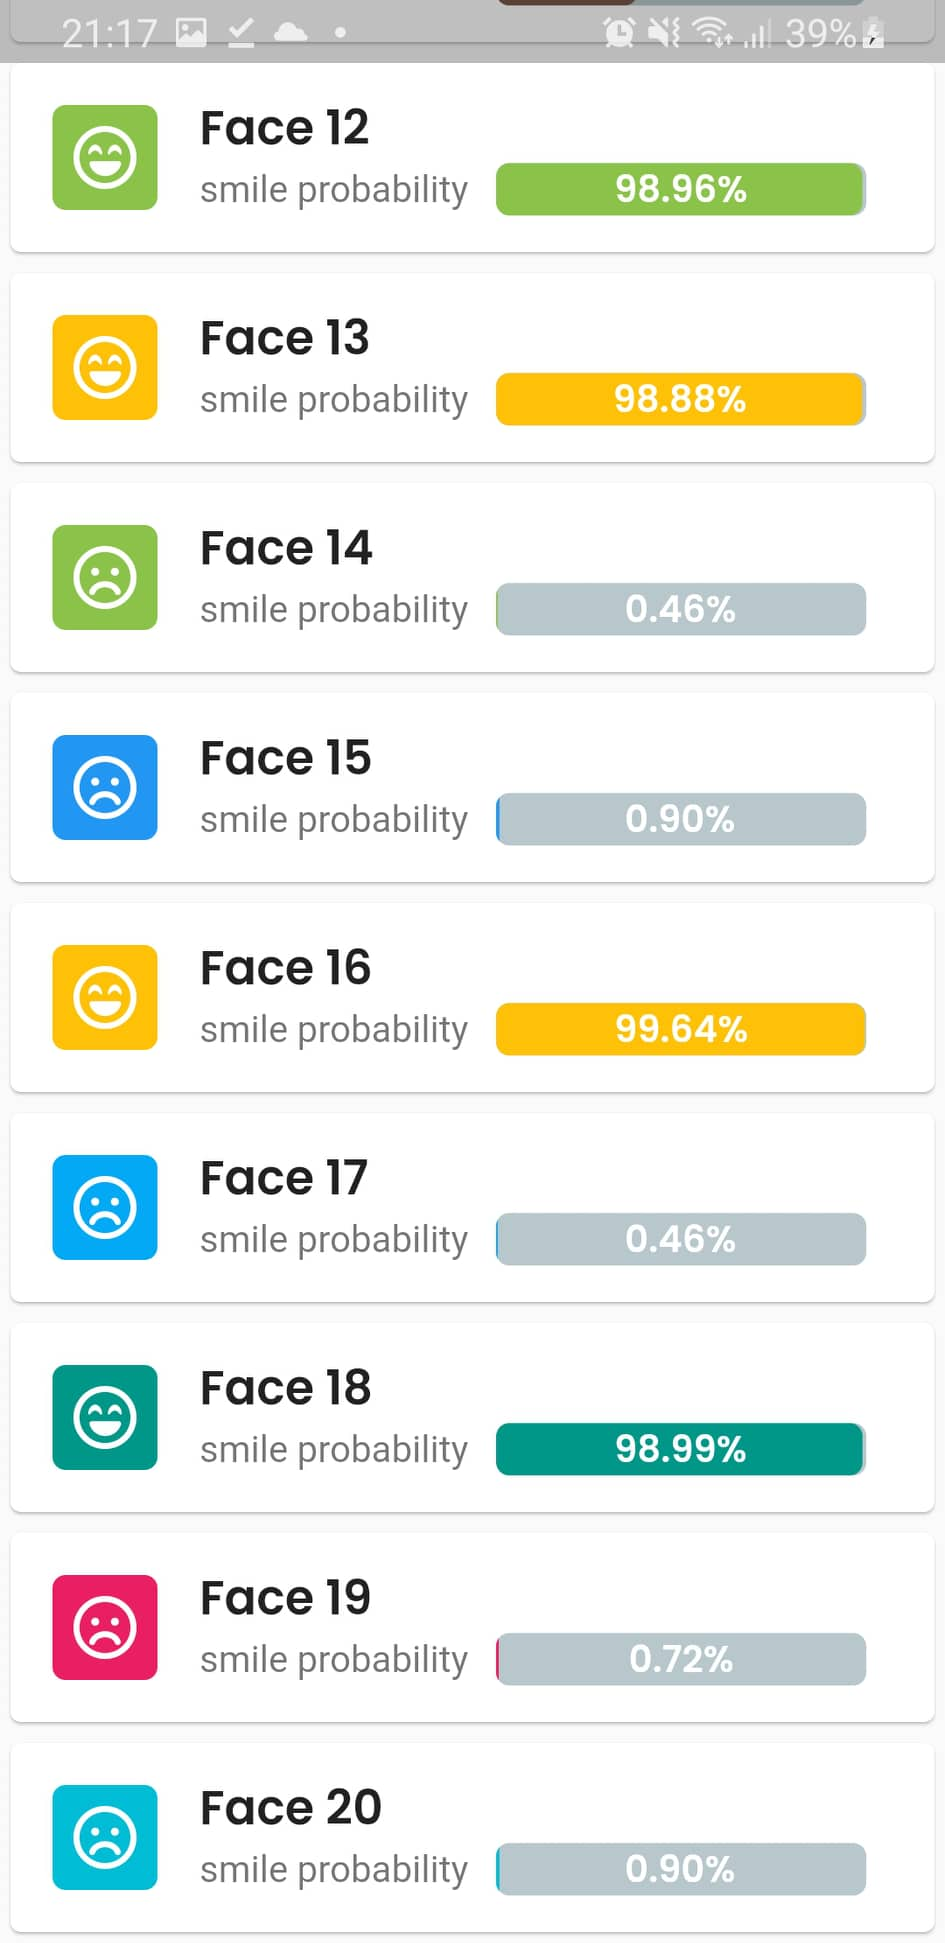 21:17 39%
Face 12
smile probability 98.96%
Face 13
smile probability 98.88%
Face 14
smile probability 0.46%
Face 15
smile probability 0.90%
Face 16
smile probability 99.64%
Face 17
smile probability 0.46%
Face 18
smile probability 98.99%
Face 19
smile probability 0.72%
Face 20
smile probability 0.90%